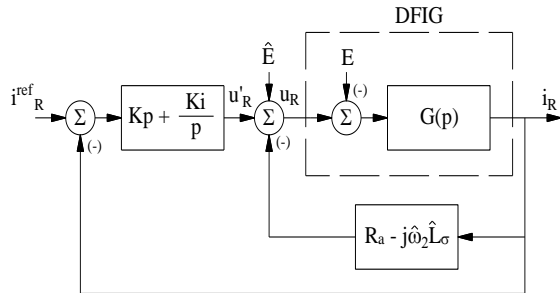 DFIG
Ê
E
i^ref_R
Σ
(-)
Kp + Ki/p
u'_R
Σ
(-)
u_R
Σ
(-)
G(p)
i_R
R_a - jω̂_2L̂_σ